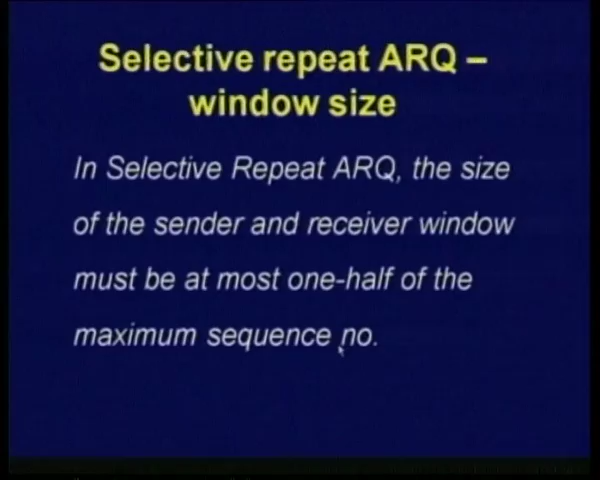 Selective repeat ARQ –
window size
In Selective Repeat ARQ, the size
of the sender and receiver window
must be at most one-half of the
maximum sequence no.